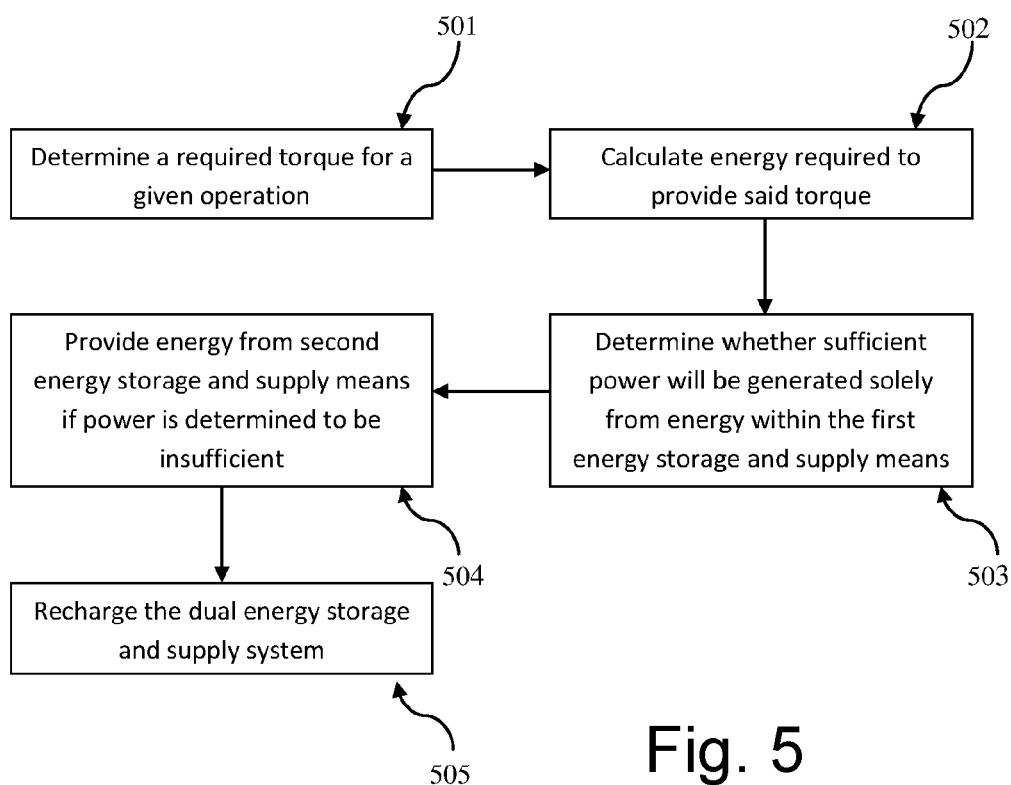 501
502
Determine a required torque for a
given operation
Calculate energy required to
provide said torque
Provide energy from second
energy storage and supply means
if power is determined to be
insufficient
Determine whether sufficient
power will be generated solely
from energy within the first
energy storage and supply means
504
503
Recharge the dual energy storage
and supply system
505
Fig. 5